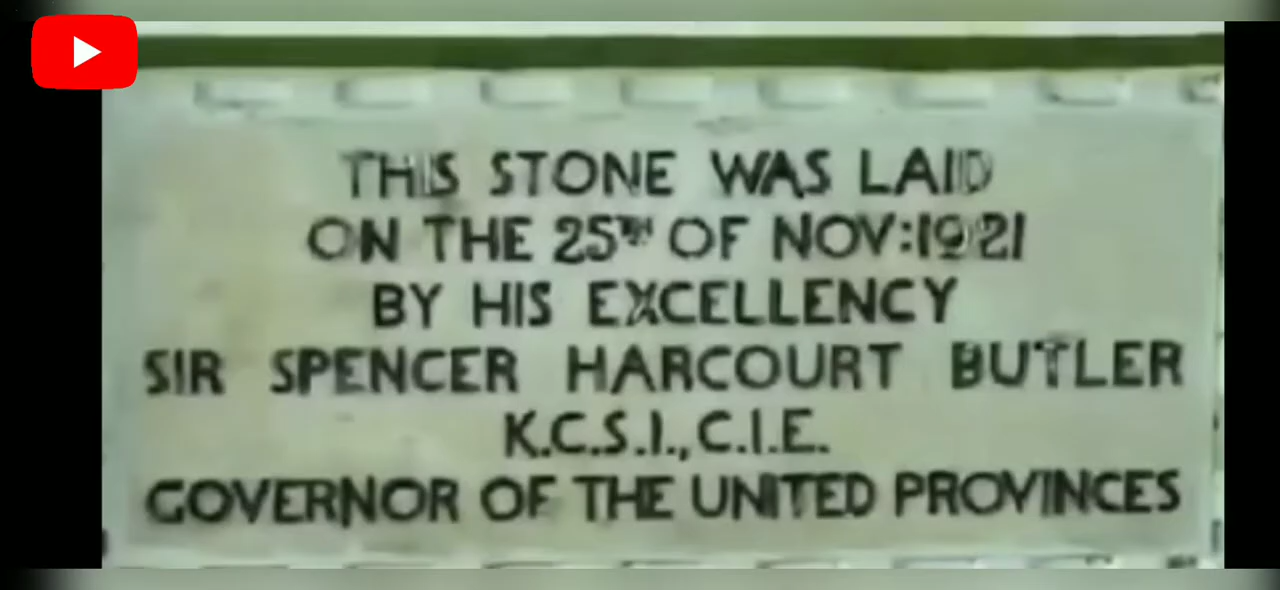 THIS STONE WAS LAID
ON THE 25TH OF NOV:1921
BY HIS EXCELLENCY
SIR SPENCER HARCOURT BUTLER
K.C.S.I.,C.I.E.
GOVERNOR OF THE UNITED PROVINCES